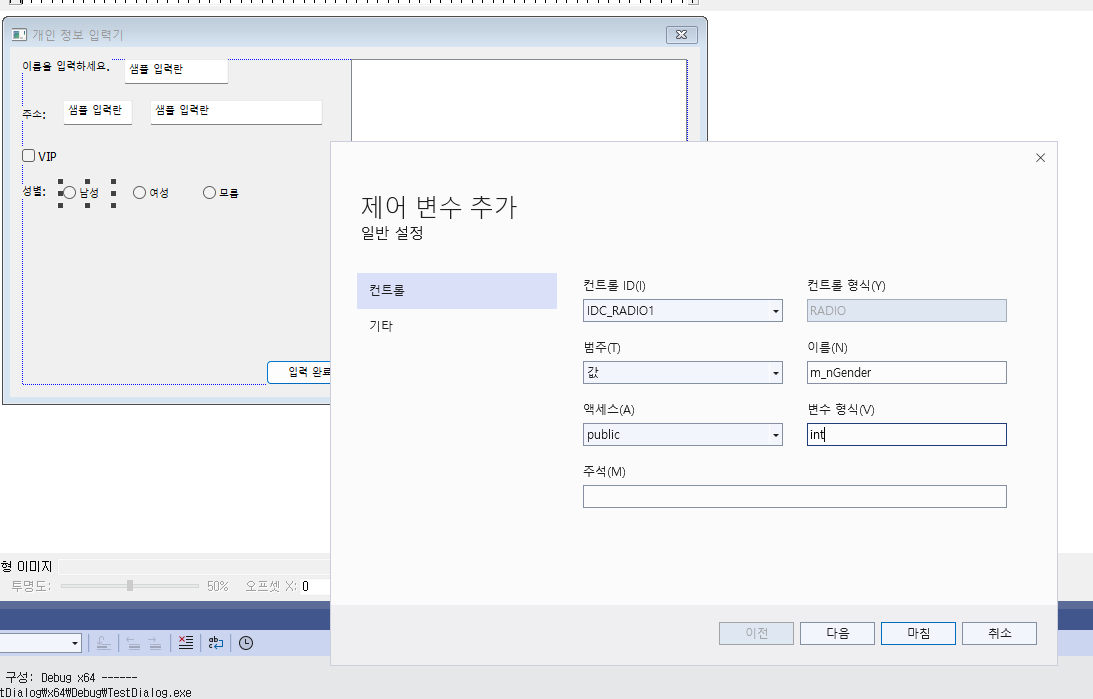 개인 정보 입력기
이름을 입력하세요.
샘플 입력란
주소:
샘플 입력란
샘플 입력란
VIP
성별:
남성
여성
모름
입력 완료
제어 변수 추가
일반 설정
컨트롤
기타
컨트롤 ID(I)
컨트롤 형식(Y)
IDC_RADIO1
RADIO
범주(T)
이름(N)
값
m_nGender
액세스(A)
변수 형식(V)
public
int
주석(M)
이전
다음
마침
취소
형 이미지
투명도:
50%
오프셋 X:
0
구성: Debug x64 ------
tDialog₩x64₩Debug₩TestDialog.exe